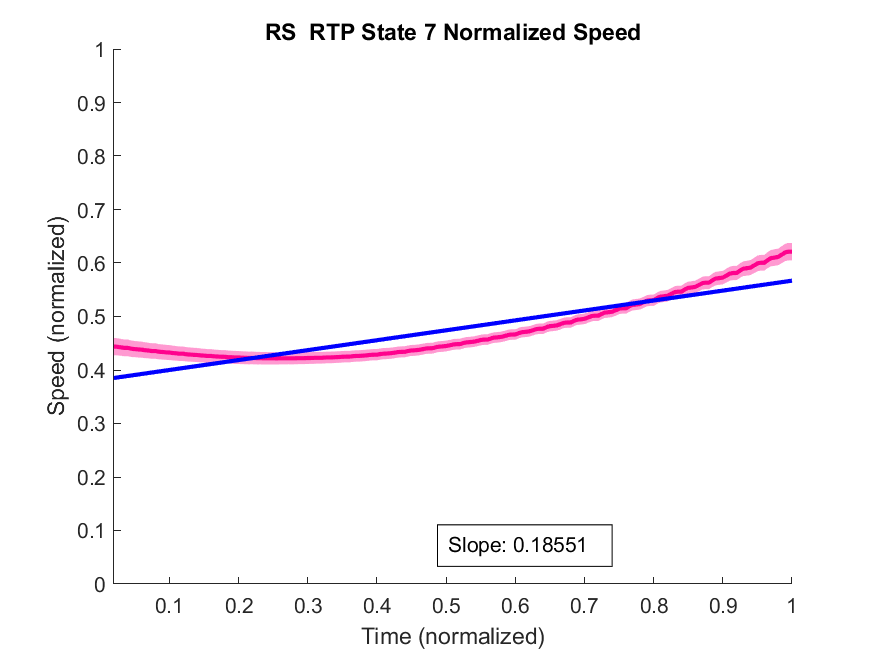 RS  RTP State 7 Normalized Speed
1
0.9
0.8
0.7
0.6
0.5
0.4
0.3
0.2
0.1
0
Speed (normalized)
Slope: 0.18551
0.1 0.2 0.3 0.4 0.5 0.6 0.7 0.8 0.9 1
Time (normalized)